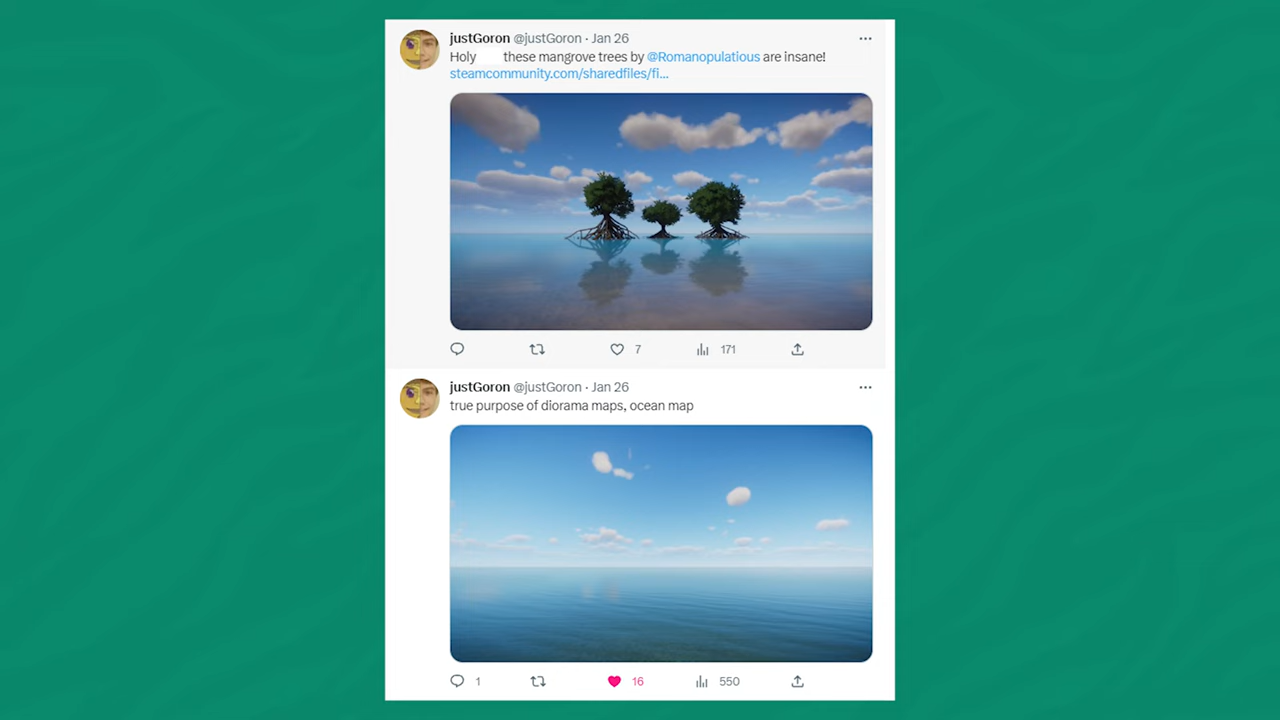 justGoron @justGoron · Jan 26
Holy these mangrove trees by @Romanopulatious are insane!
steamcommunity.com/sharedfiles/fi...
7 171
justGoron @justGoron · Jan 26
true purpose of diorama maps, ocean map
1 16 550